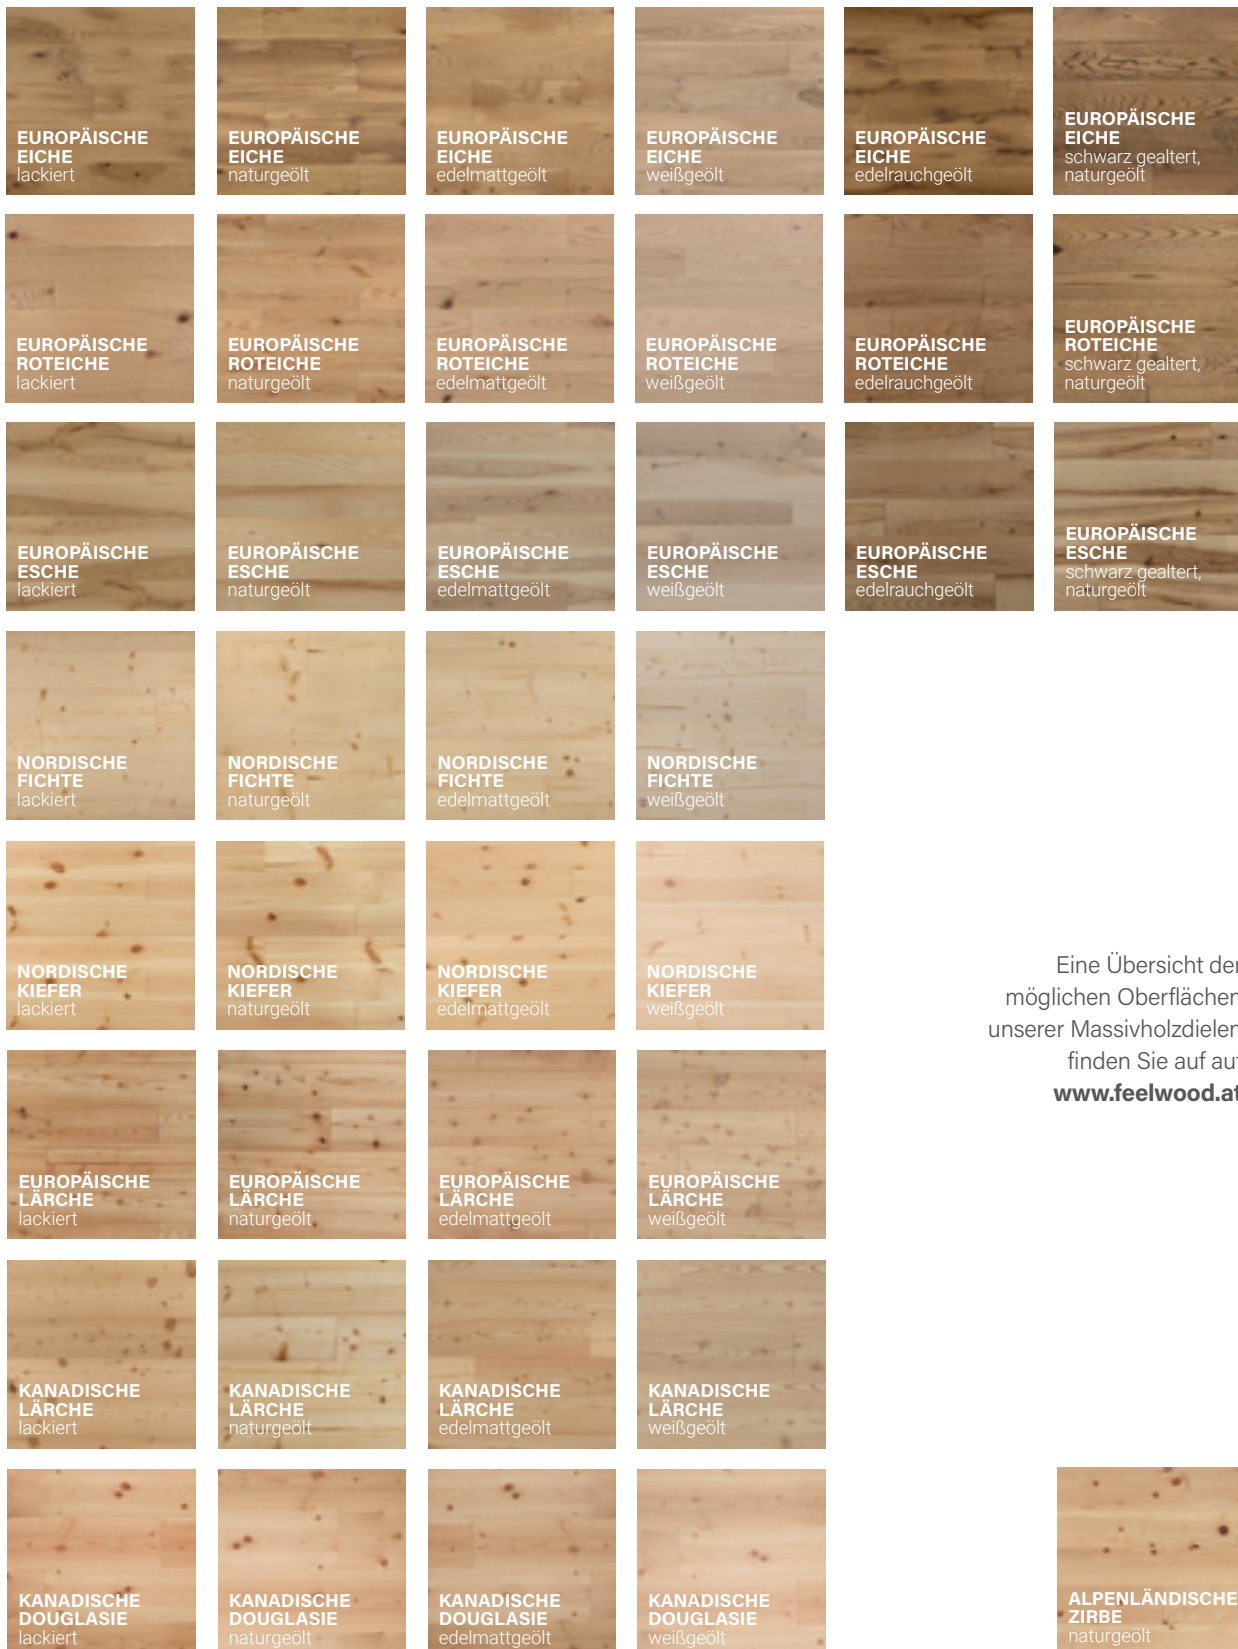 EUROPÄISCHE
EICHE
lackiert
EUROPÄISCHE
EICHE
naturgeölt
EUROPÄISCHE
EICHE
edelmattgeölt
EUROPÄISCHE
EICHE
weißgeölt
EUROPÄISCHE
EICHE
edelrauchgeölt
EUROPÄISCHE
EICHE
schwarz gealtert,
naturgeölt
EUROPÄISCHE
ROTEICHE
lackiert
EUROPÄISCHE
ROTEICHE
naturgeölt
EUROPÄISCHE
ROTEICHE
edelmattgeölt
EUROPÄISCHE
ROTEICHE
weißgeölt
EUROPÄISCHE
ROTEICHE
edelrauchgeölt
EUROPÄISCHE
ROTEICHE
schwarz gealtert,
naturgeölt
EUROPÄISCHE
ESCHE
lackiert
EUROPÄISCHE
ESCHE
naturgeölt
EUROPÄISCHE
ESCHE
edelmattgeölt
EUROPÄISCHE
ESCHE
weißgeölt
EUROPÄISCHE
ESCHE
edelrauchgeölt
EUROPÄISCHE
ESCHE
schwarz gealtert,
naturgeölt
NORDISCHE
FICHTE
lackiert
NORDISCHE
FICHTE
naturgeölt
NORDISCHE
FICHTE
edelmattgeölt
NORDISCHE
FICHTE
weißgeölt
NORDISCHE
KIEFER
lackiert
NORDISCHE
KIEFER
naturgeölt
NORDISCHE
KIEFER
edelmattgeölt
NORDISCHE
KIEFER
weißgeölt
Eine Übersicht der
möglichen Oberflächen
unserer Massivholzdielen
finden Sie auf auf
www.feelwood.at
EUROPÄISCHE
LÄRCHE
lackiert
EUROPÄISCHE
LÄRCHE
naturgeölt
EUROPÄISCHE
LÄRCHE
edelmattgeölt
EUROPÄISCHE
LÄRCHE
weißgeölt
KANADISCHE
LÄRCHE
lackiert
KANADISCHE
LÄRCHE
naturgeölt
KANADISCHE
LÄRCHE
edelmattgeölt
KANADISCHE
LÄRCHE
weißgeölt
KANADISCHE
DOUGLASIE
lackiert
KANADISCHE
DOUGLASIE
naturgeölt
KANADISCHE
DOUGLASIE
edelmattgeölt
KANADISCHE
DOUGLASIE
weißgeölt
ALPENLÄNDISCHE
ZIRBE
naturgeölt